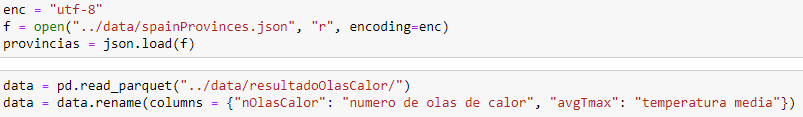 enc = "utf-8"
f = open("../data/spainProvinces.json", "r", encoding=enc)
provincias = json.load(f)
data = pd.read_parquet("../data/resultadoOlasCalor/")
data = data.rename(columns = {"nOlasCalor": "numero de olas de calor", "avgTmax": "temperatura media"})